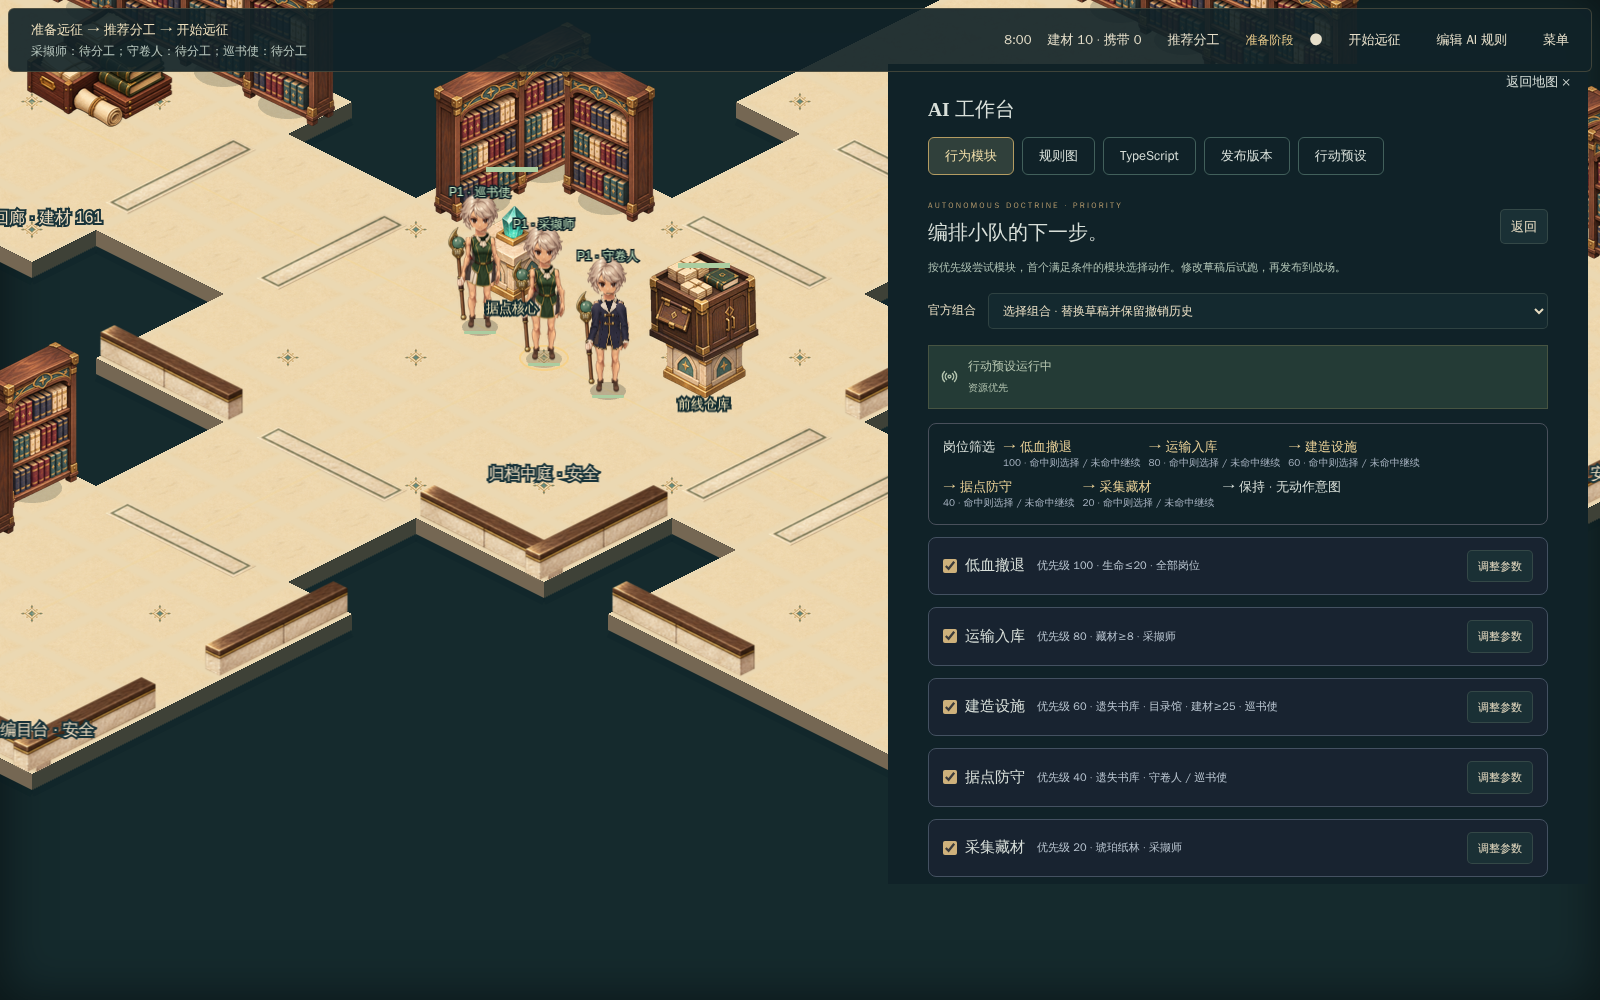 准备远征 → 推荐分工 → 开始远征
采撷师：待分工；守卷人：待分工；巡书使：待分工
8:00 建材 10 · 携带 0 推荐分工 准备阶段 开始远征 编辑 AI 规则 菜单
返回地图 ×
AI 工作台
行为模块 规则图 TypeScript 发布版本 行动预设
AUTONOMOUS DOCTRINE · PRIORITY
编排小队的下一步。
返回
按优先级尝试模块，首个满足条件的模块选择动作。修改草稿后试跑，再发布到战场。
官方组合 选择组合 · 替换草稿并保留撤销历史
行动预设运行中
资源优先
岗位筛选 → 低血撤退 → 运输入库 → 建造设施
100 · 命中则选择 / 未命中继续 80 · 命中则选择 / 未命中继续 60 · 命中则选择 / 未命中继续
→ 据点防守 → 采集藏材 → 保持 · 无动作意图
40 · 命中则选择 / 未命中继续 20 · 命中则选择 / 未命中继续
低血撤退 优先级 100 · 生命≤20 · 全部岗位 调整参数
运输入库 优先级 80 · 藏材≥8 · 采撷师 调整参数
建造设施 优先级 60 · 遗失书库 · 目录馆 · 建材≥25 · 巡书使 调整参数
据点防守 优先级 40 · 遗失书库 · 守卷人 / 巡书使 调整参数
采集藏材 优先级 20 · 琥珀纸林 · 采撷师 调整参数
P1 · 巡书使
回廊 · 建材 161
P1 · 采撷师
P1 · 守卷人
据点核心
前线仓库
归档中庭 · 安全
编目台 · 安全